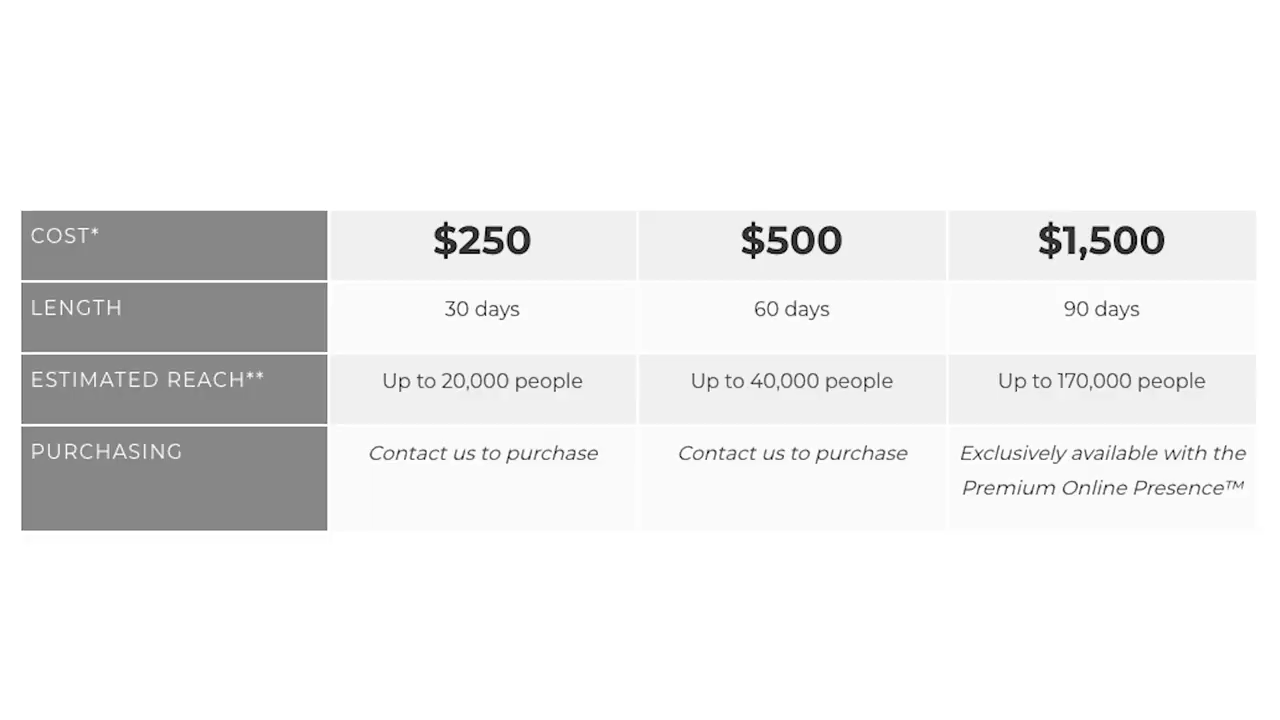 COST* $250 $500 $1,500
LENGTH 30 days 60 days 90 days
ESTIMATED REACH** Up to 20,000 people Up to 40,000 people Up to 170,000 people
PURCHASING Contact us to purchase Contact us to purchase Exclusively available with the
Premium Online Presence™